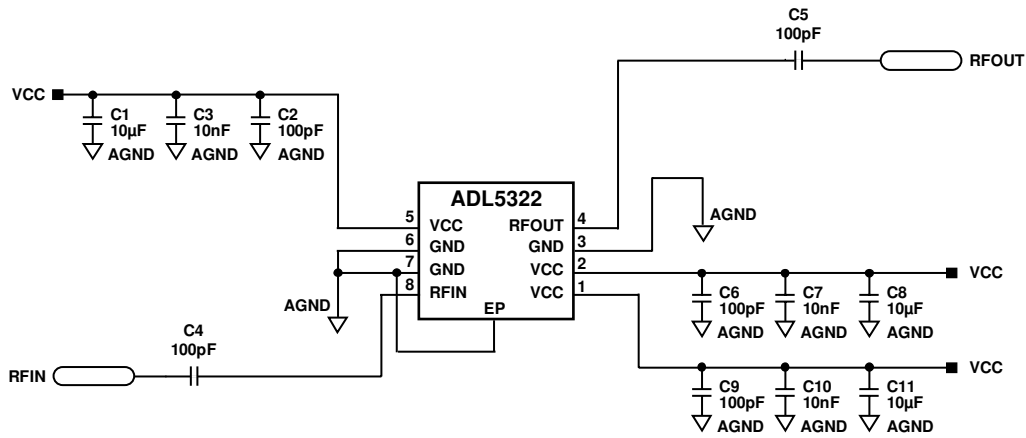 C5
100pF
RFOUT
VCC
C1
10µF
AGND
C3
10nF
AGND
C2
100pF
AGND
ADL5322
5
VCC
6
GND
7
GND
8
RFIN
RFOUT
4
GND
3
VCC
2
VCC
1
EP
AGND
AGND
C4
100pF
RFIN
VCC
C6
100pF
AGND
C7
10nF
AGND
C8
10µF
AGND
VCC
C9
100pF
AGND
C10
10nF
AGND
C11
10µF
AGND